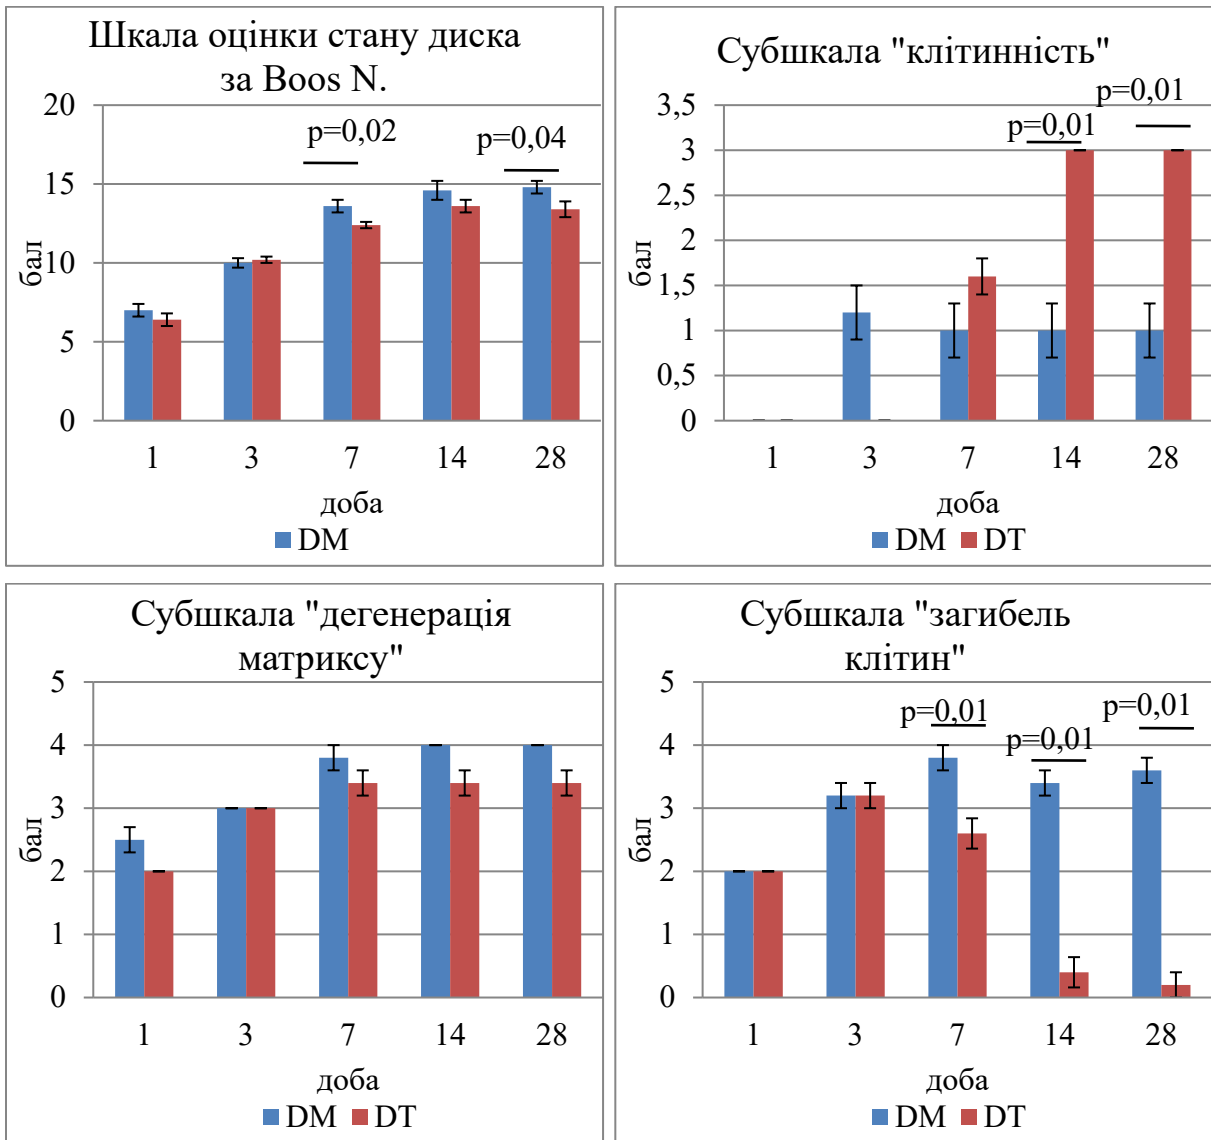 Шкала оцінки стану диска
за Boos N.
20
15
10
5
0
бал
p=0,02
p=0,04
1 3 7 14 28
доба
DM
Субшкала "клітинність"
3,5
3
2,5
2
1,5
1
0,5
0
бал
p=0,01
p=0,01
1 3 7 14 28
доба
DM DT
Субшкала "дегенерація
матриксу"
5
4
3
2
1
0
бал
1 3 7 14 28
доба
DM DT
Субшкала "загибель
клітин"
5
4
3
2
1
0
бал
p=0,01
p=0,01
p=0,01
1 3 7 14 28
доба
DM DT